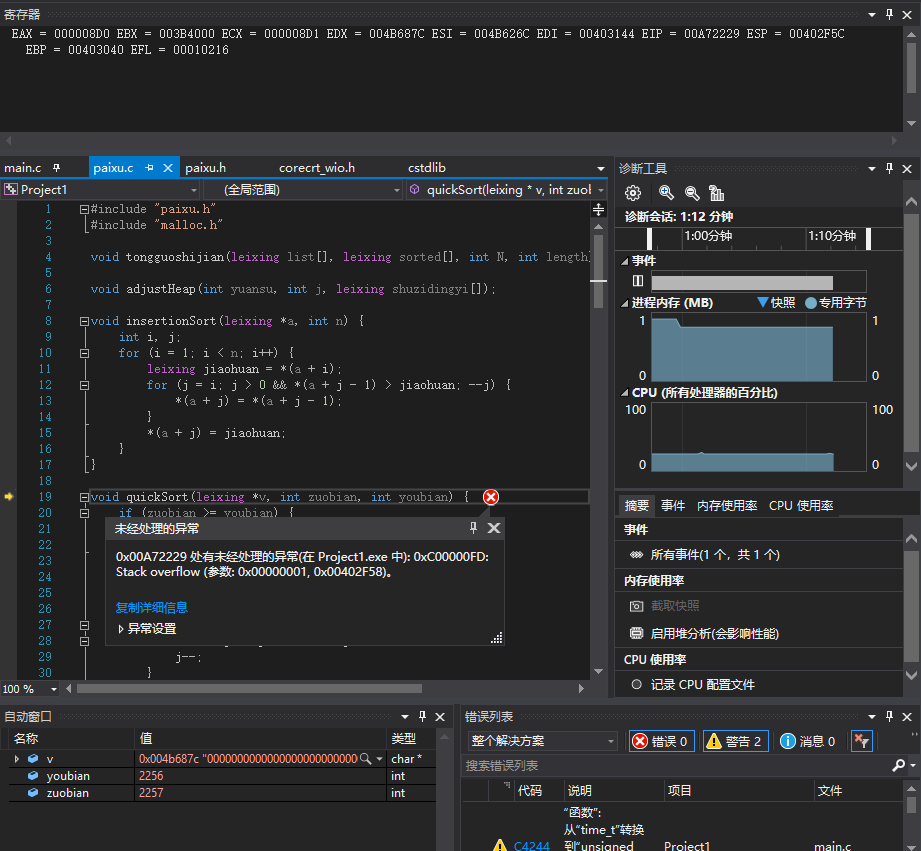 寄存器
EAX = 000008D0 EBX = 003B4000 ECX = 000008D1 EDX = 004B687C ESI = 004B626C EDI = 00403144 EIP = 00A72229 ESP = 00402F5C
EBP = 00403040 EFL = 00010216
main.c paixu.c paixu.h corecrt_wio.h cstdlib
Project1 (全局范围) quickSort(leixing * v, int zuob
1 #include "paixu.h"
2 #include "malloc.h"
3
4 void tongguoshijian(leixing list[], leixing sorted[], int N, int length
5
6 void adjustHeap(int yuansu, int j, leixing shuzidingyi[]);
7
8 void insertionSort(leixing *a, int n) {
9 int i, j;
10 for (i = 1; i < n; i++) {
11 leixing jiaohuan = *(a + i);
12 for (j = i; j > 0 && *(a + j - 1) > jiaohuan; --j) {
13 *(a + j) = *(a + j - 1);
14 }
15 *(a + j) = jiaohuan;
16 }
17 }
18
19 void quickSort(leixing *v, int zuobian, int youbian) {
20 if (zuobian >= youbian) {
21
22
23
24
25
26
27
28
29 j--;
30 }
未经处理的异常
0x00A72229 处有未经处理的异常(在 Project1.exe 中): 0xC00000FD:
Stack overflow (参数: 0x00000001, 0x00402F58)。
复制详细信息
异常设置
100 %
诊断工具
诊断会话: 1:12 分钟
1:00分钟 1:10分钟
事件
进程内存 (MB) 快照 专用字节
1 1
0 0
CPU (所有处理器的百分比)
100 100
0 0
摘要 事件 内存使用率 CPU 使用率
事件
所有事件(1 个，共 1 个)
内存使用率
截取快照
启用堆分析(会影响性能)
CPU 使用率
记录 CPU 配置文件
自动窗口
名称 值 类型
v 0x004b687c "0000000000000000000000000 char *
youbian 2256 int
zuobian 2257 int
错误列表
整个解决方案 错误 0 警告 2 消息 0
搜索错误列表
代码 说明 项目 文件
"函数":
从"time_t"转换
C4244 到"unsigned Project1 main.c